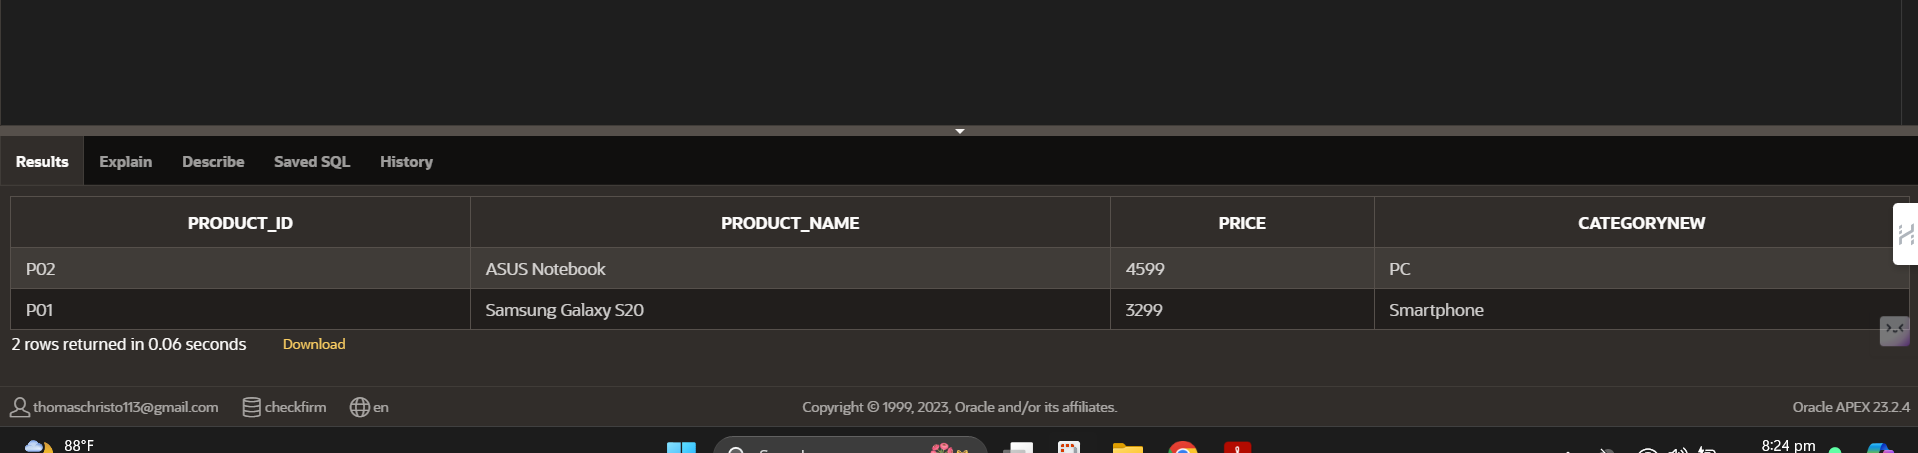 Results Explain Describe Saved SQL History
PRODUCT_ID PRODUCT_NAME PRICE CATEGORYNEW
P02 ASUS Notebook 4599 PC
P01 Samsung Galaxy S20 3299 Smartphone
2 rows returned in 0.06 seconds Download
thomaschristo113@gmail.com checkfirm en Copyright © 1999, 2023, Oracle and/or its affiliates. Oracle APEX 23.2.4
88°F 8:24 pm